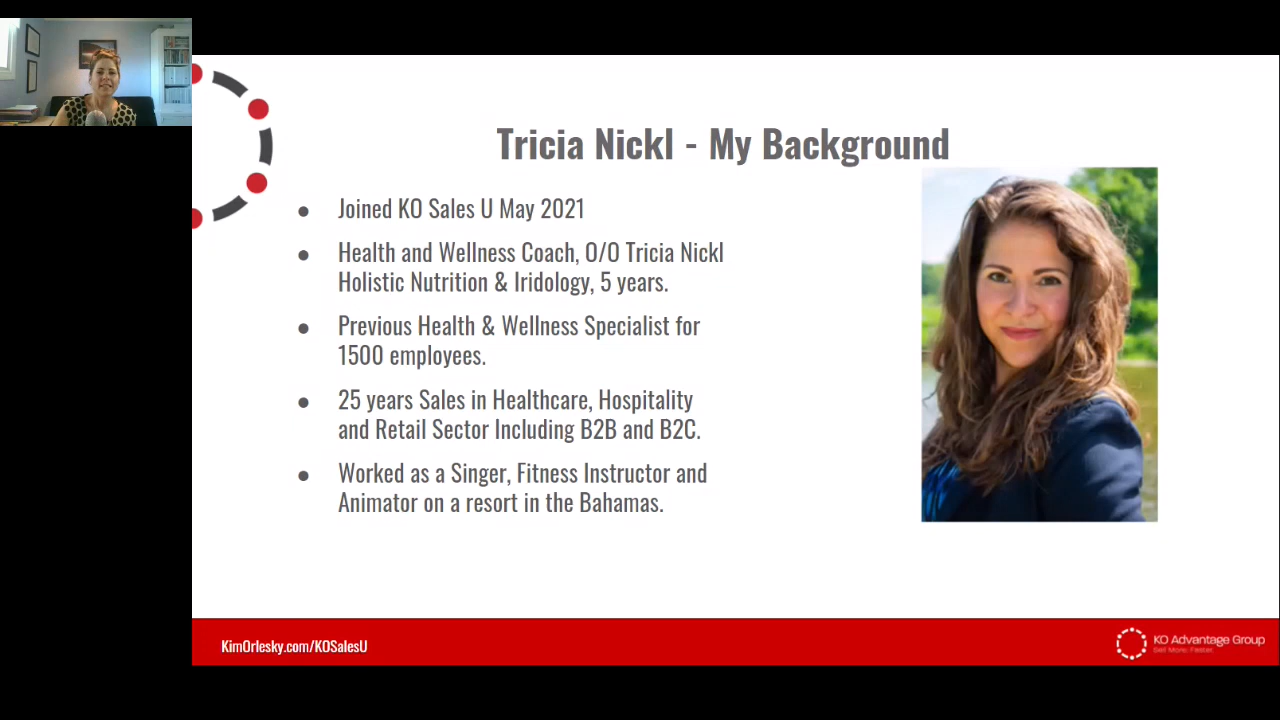 Tricia Nickl - My Background
● Joined KO Sales U May 2021
● Health and Wellness Coach, O/O Tricia Nickl
Holistic Nutrition & Iridology, 5 years.
● Previous Health & Wellness Specialist for
1500 employees.
● 25 years Sales in Healthcare, Hospitality
and Retail Sector Including B2B and B2C.
● Worked as a Singer, Fitness Instructor and
Animator on a resort in the Bahamas.
KimOrlesky.com/KOSalesU
KO Advantage Group
Sell More. Faster.